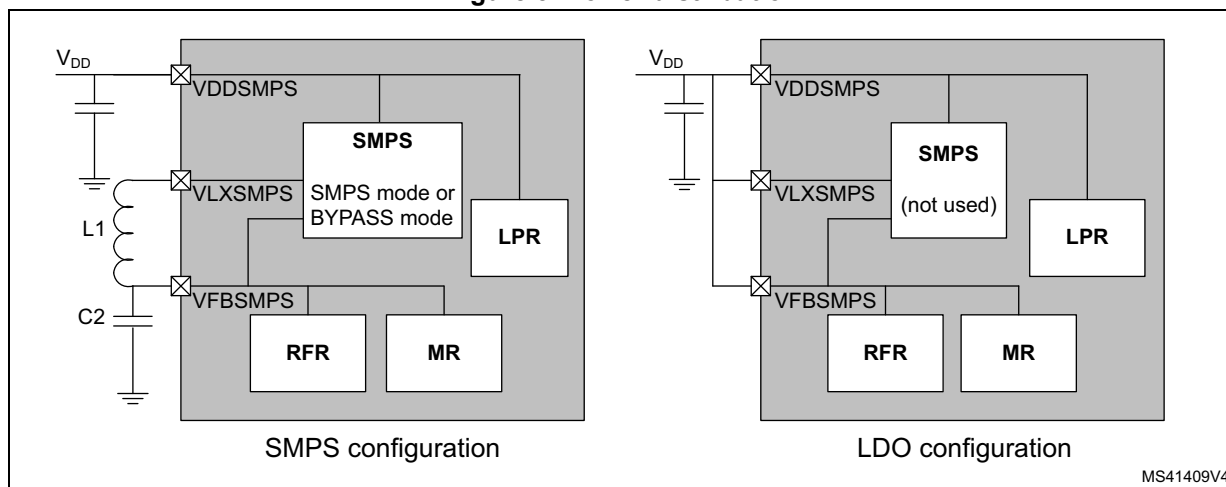 VDD
VDDSMPS
SMPS
SMPS mode or
BYPASS mode
VLXSMPS
LPR
L1
VFBSMPS
C2
RFR
MR
SMPS configuration
VDD
VDDSMPS
SMPS
(not used)
VLXSMPS
LPR
VFBSMPS
RFR
MR
LDO configuration
MS41409V4